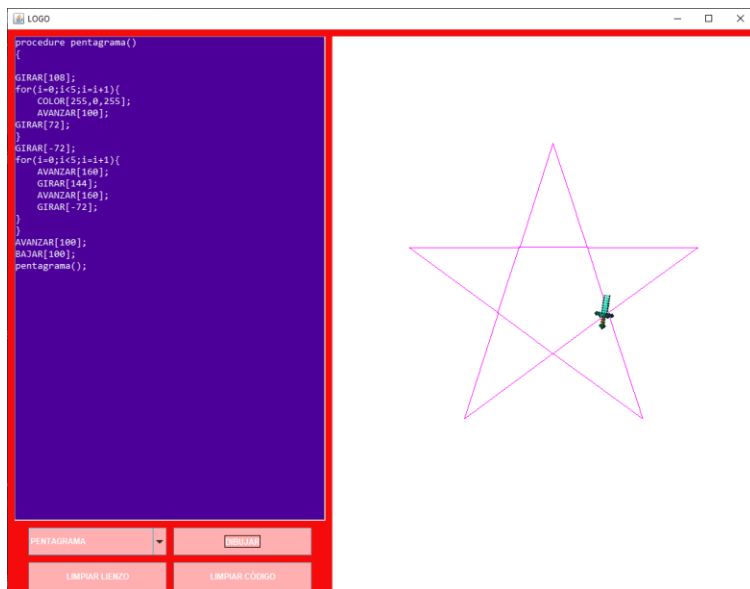 LOGO
procedure pentagrama()
{
GIRAR[108];
for(i=0;i<5;i=i+1){
    COLOR[255,0,255];
    AVANZAR[100];
GIRAR[72];
}
GIRAR[-72];
for(i=0;i<5;i=i+1){
    AVANZAR[160];
    GIRAR[144];
    AVANZAR[160];
    GIRAR[-72];
}
}
AVANZAR[100];
BAJAR[100];
pentagrama();
PENTAGRAMA
DIBUJAR
LIMPIAR LIENZO
LIMPIAR CÓDIGO